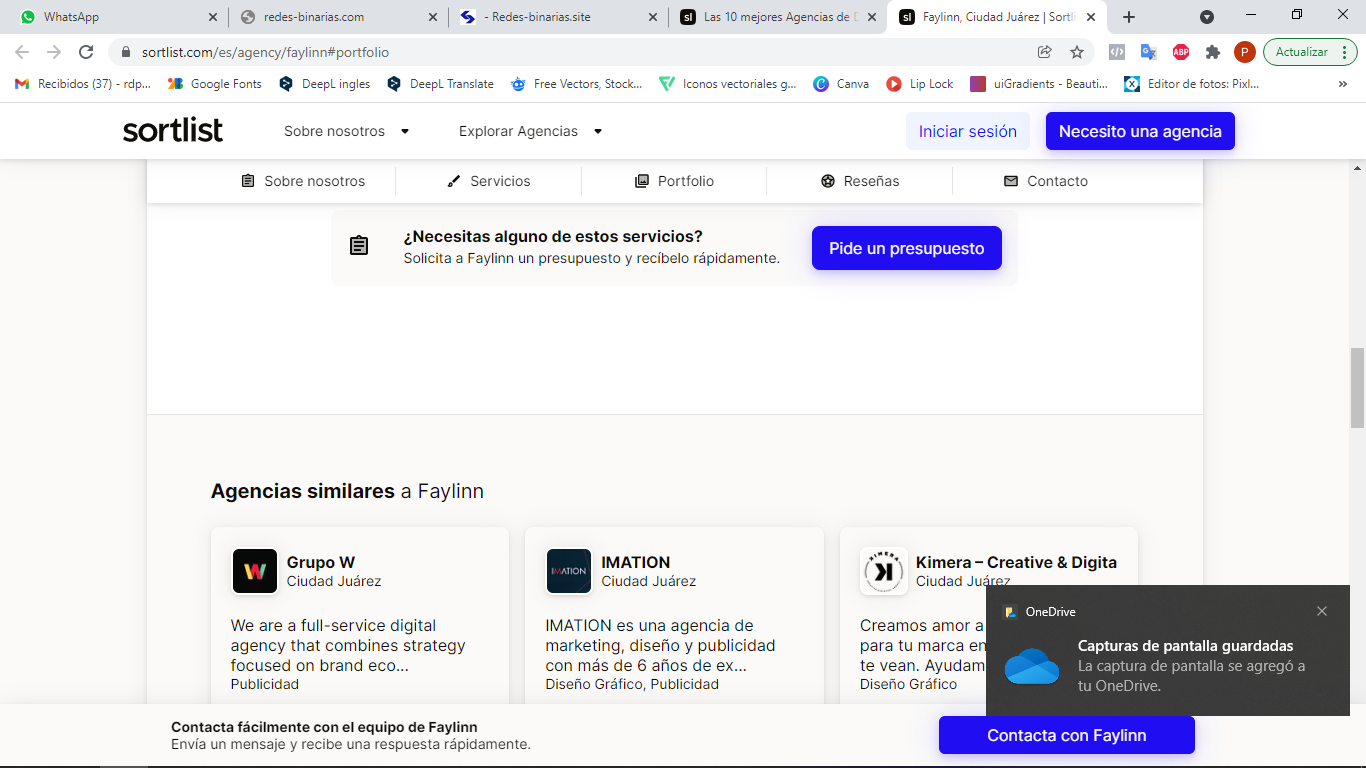 WhatsApp
redes-binarias.com
- Redes-binarias.site
sl Las 10 mejores Agencias de
sl Faylinn, Ciudad Juárez | Sortli
sortlist.com/es/agency/faylinn#portfolio
ABP
P
Actualizar
Recibidos (37) - rdp...
Google Fonts
DeepL ingles
DeepL Translate
Free Vectors, Stock...
Iconos vectoriales g...
Canva
Lip Lock
uiGradients - Beauti...
Editor de fotos: Pixl...
»
sortlist
Sobre nosotros
Explorar Agencias
Iniciar sesión
Necesito una agencia
Sobre nosotros
Servicios
Portfolio
Reseñas
Contacto
¿Necesitas alguno de estos servicios?
Solicita a Faylinn un presupuesto y recíbelo rápidamente.
Pide un presupuesto
Agencias similares a Faylinn
W
Grupo W
Ciudad Juárez
We are a full-service digital
agency that combines strategy
focused on brand eco...
Publicidad
IMATION
IMATION
Ciudad Juárez
IMATION es una agencia de
marketing, diseño y publicidad
con más de 6 años de ex...
Diseño Gráfico, Publicidad
KIMERA
K
Kimera – Creative & Digita
Ciudad Juárez
Creamos amor a
para tu marca en
te vean. Ayudam
Diseño Gráfico
OneDrive
Capturas de pantalla guardadas
La captura de pantalla se agregó a
tu OneDrive.
Contacta fácilmente con el equipo de Faylinn
Envía un mensaje y recibe una respuesta rápidamente.
Contacta con Faylinn